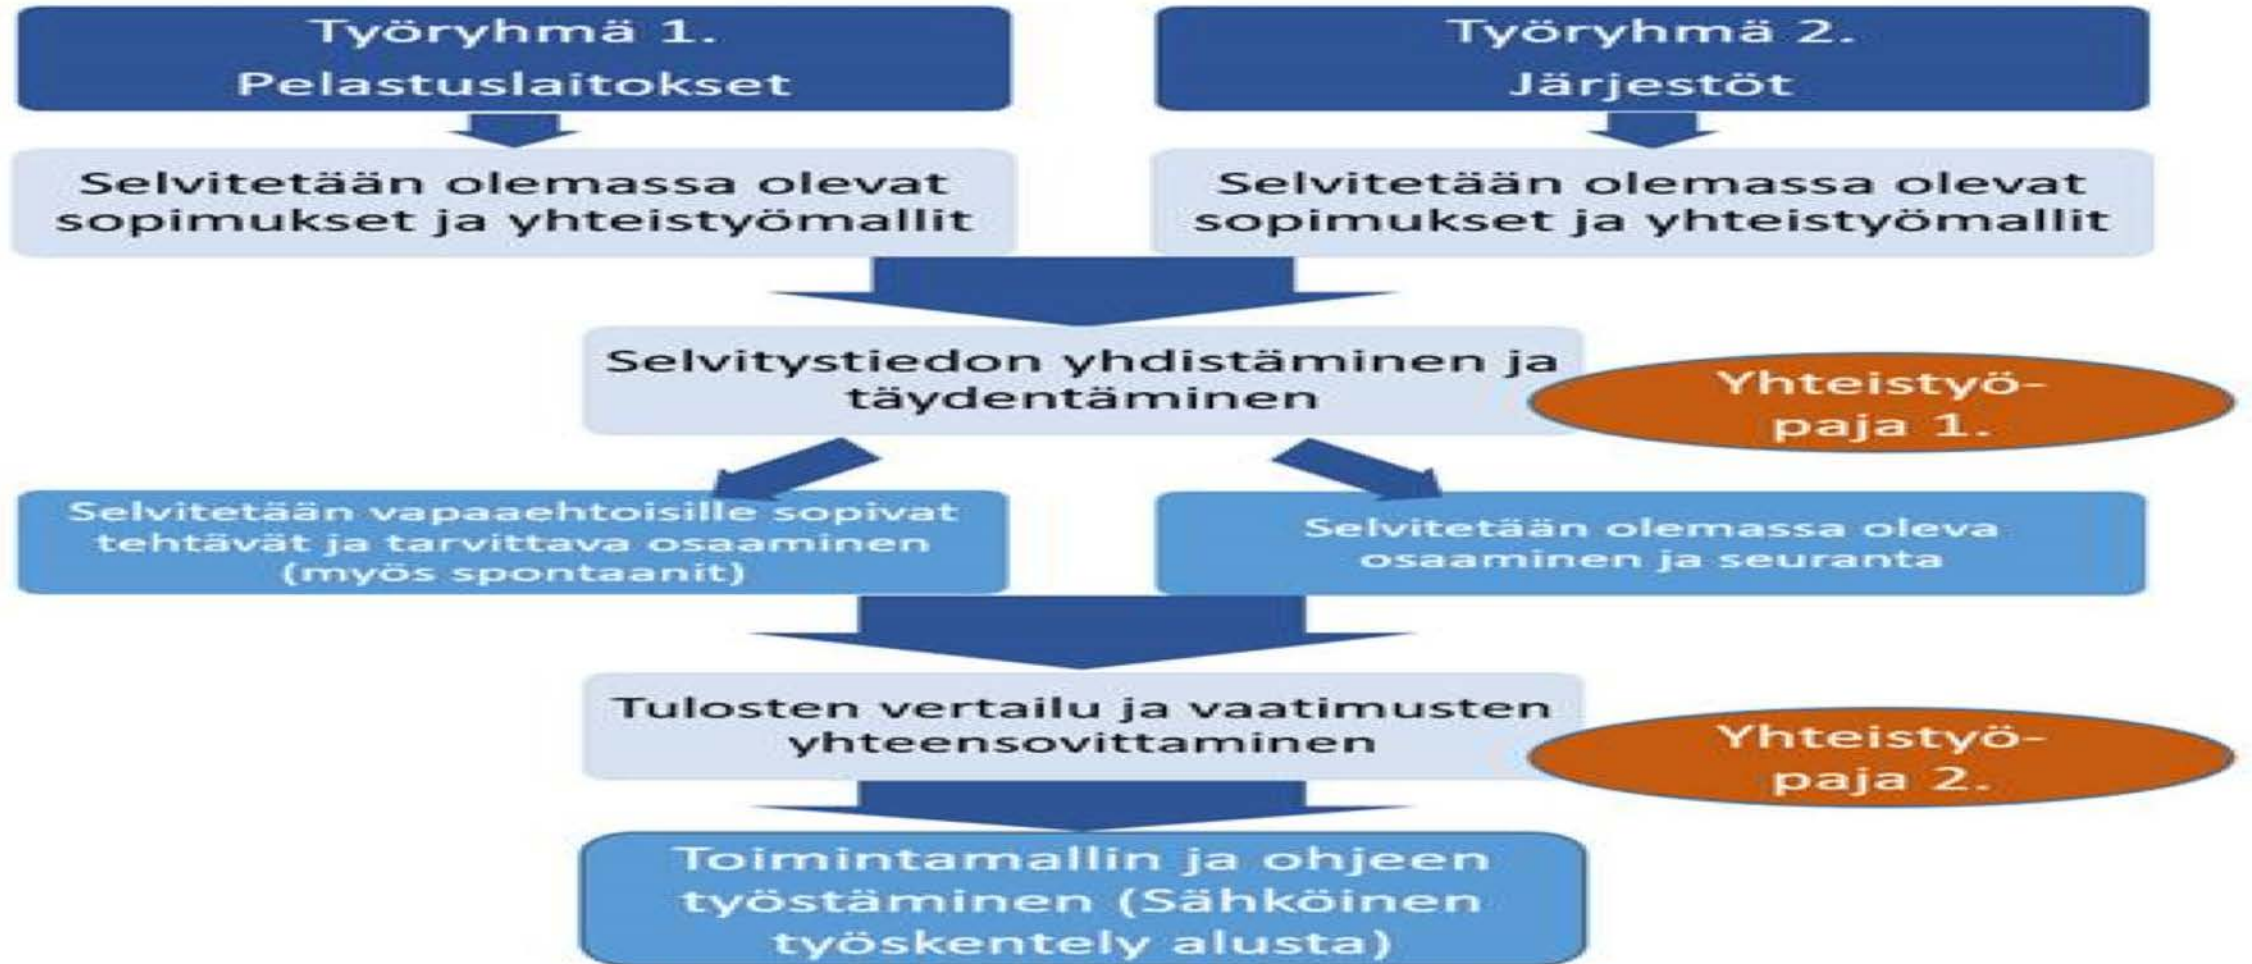 Työryhmä 1.
Pelastuslaitokset
Työryhmä 2.
Järjestöt
Selvitetään olemassa olevat
sopimukset ja yhteistyömallit
Selvitetään olemassa olevat
sopimukset ja yhteistyömallit
Selvitystiedon yhdistäminen ja
täydentäminen
Yhteistyö-
paja 1.
Selvitetään vapaaehtoisille sopivat
tehtävät ja tarvittava osaaminen
(myös spontaanit)
Selvitetään olemassa oleva
osaaminen ja seuranta
Tulosten vertailu ja vaatimusten
yhteensovittaminen
Yhteistyö-
paja 2.
Toimintamallin ja ohjeen
työstäminen (Sähköinen
työskentely alusta)